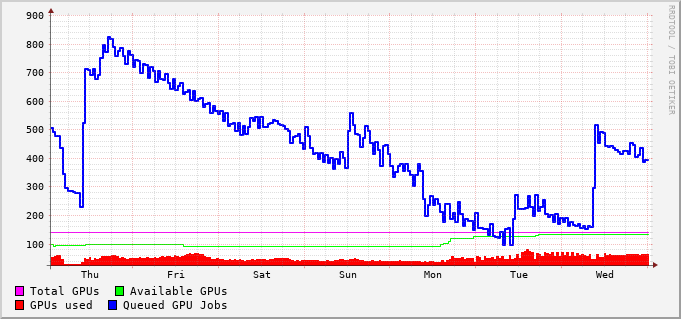 900
800
700
600
500
400
300
200
100
Thu Fri Sat Sun Mon Tue Wed
Total GPUs Available GPUs
GPUs used Queued GPU Jobs
RRDTOOL / TOBI OETIKER